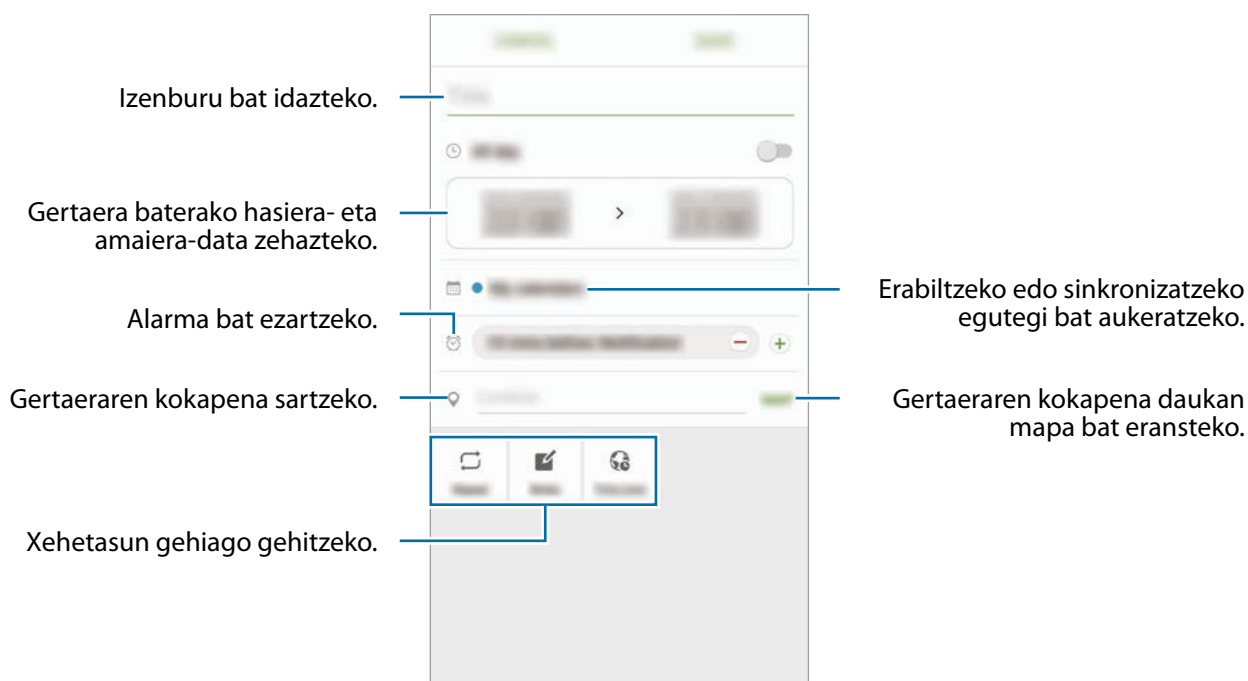 Izenburu bat idazteko.
Gertaera baterako hasiera- eta
amaiera-data zehazteko.
Erabiltzeko edo sinkronizatzeko
egutegi bat aukeratzeko.
Alarma bat ezartzeko.
Gertaeraren kokapena sartzeko.
Gertaeraren kokapena daukan
mapa bat eransteko.
Xehetasun gehiago gehitzeko.